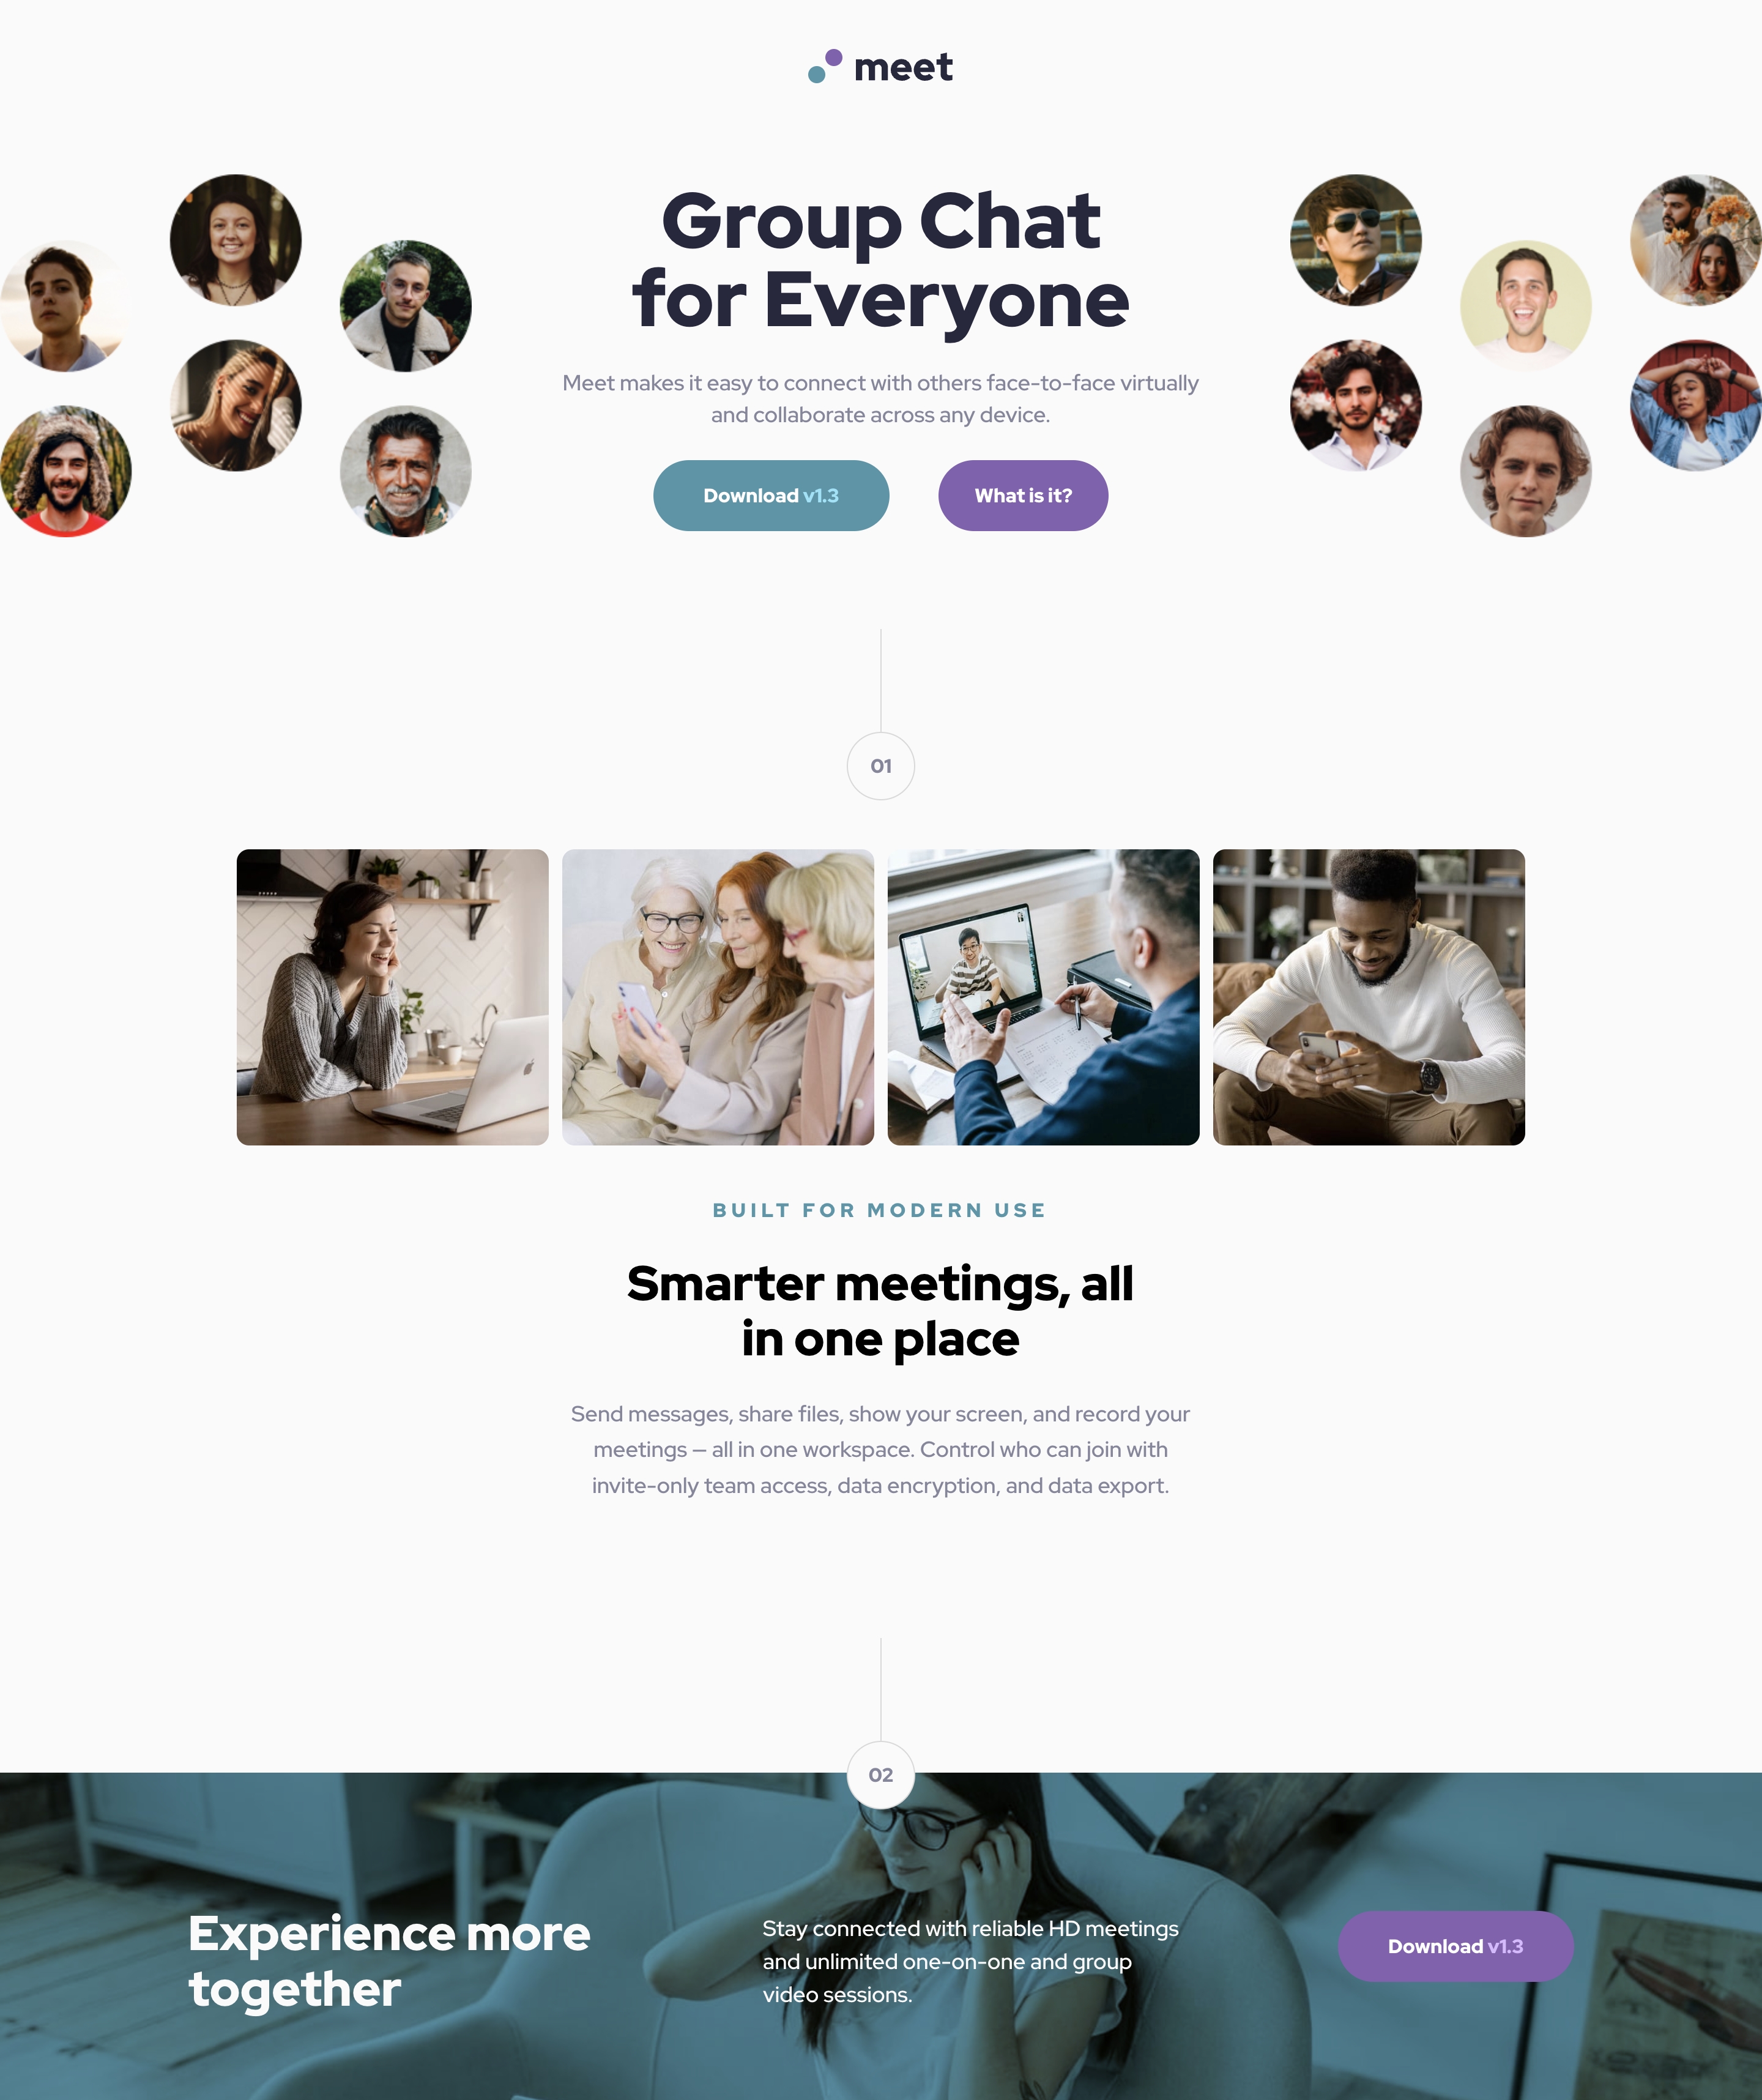 meet
Group Chat
for Everyone
Meet makes it easy to connect with others face-to-face virtually
and collaborate across any device.
Download v1.3
What is it?
01
BUILT FOR MODERN USE
Smarter meetings, all
in one place
Send messages, share files, show your screen, and record your
meetings — all in one workspace. Control who can join with
invite-only team access, data encryption, and data export.
02
Experience more
together
Stay connected with reliable HD meetings
and unlimited one-on-one and group
video sessions.
Download v1.3